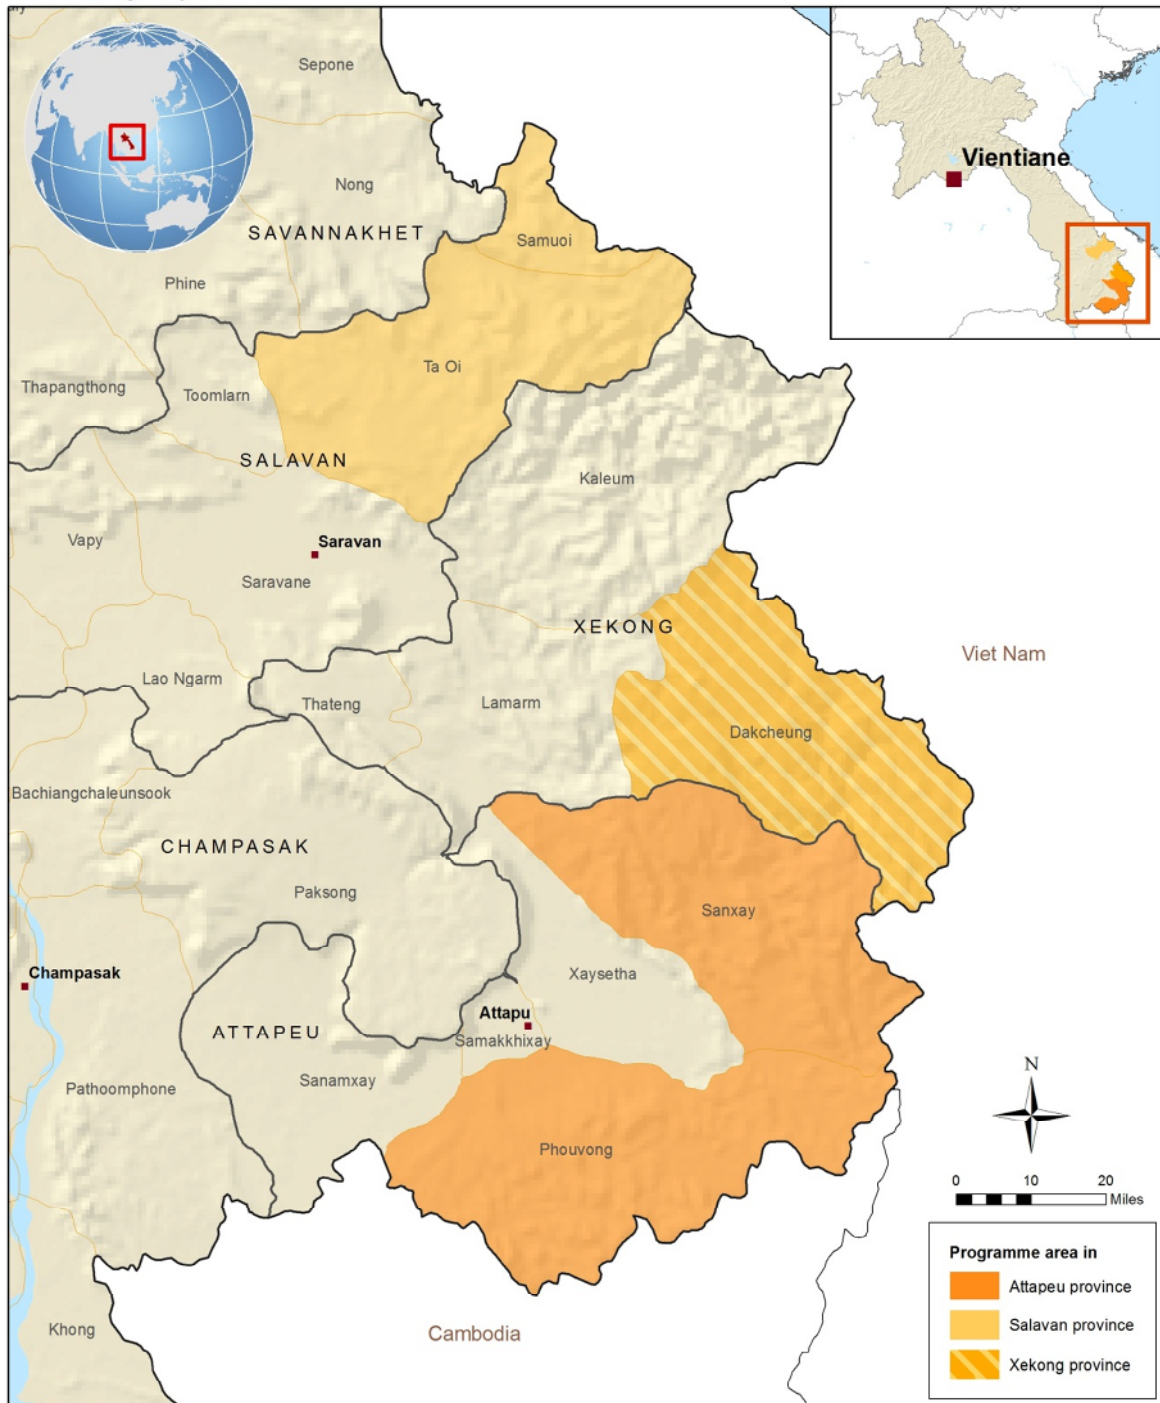 Sepone
Nong
SAVANNAKHET
Samuoi
Phine
Ta Oi
Thapangthong
Toomlarn
SALAVAN
Kaleum
Vapy
Saravan
Saravane
XEKONG
Lao Ngarm
Thateng
Lamarm
Dakcheung
Bachiangchaleunsook
CHAMPASAK
Paksong
Sanxay
Champasak
Xaysetha
Attapu
ATTAPEU
Samakkhixay
Sanamxay
Pathoomphone
Phouvong
Khong
Cambodia
Viet Nam
Vientiane
N
0 10 20
Miles
Programme area in
Attapeu province
Salavan province
Xekong province